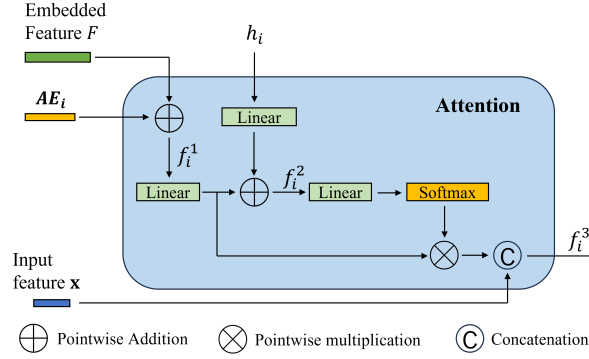 Embedded
Feature F
h_i
AE_i
Attention
Linear
f_i^1
f_i^2
Linear
Linear
Softmax
f_i^3
C
Input
feature x
Pointwise Addition
Pointwise multiplication
C
Concatenation